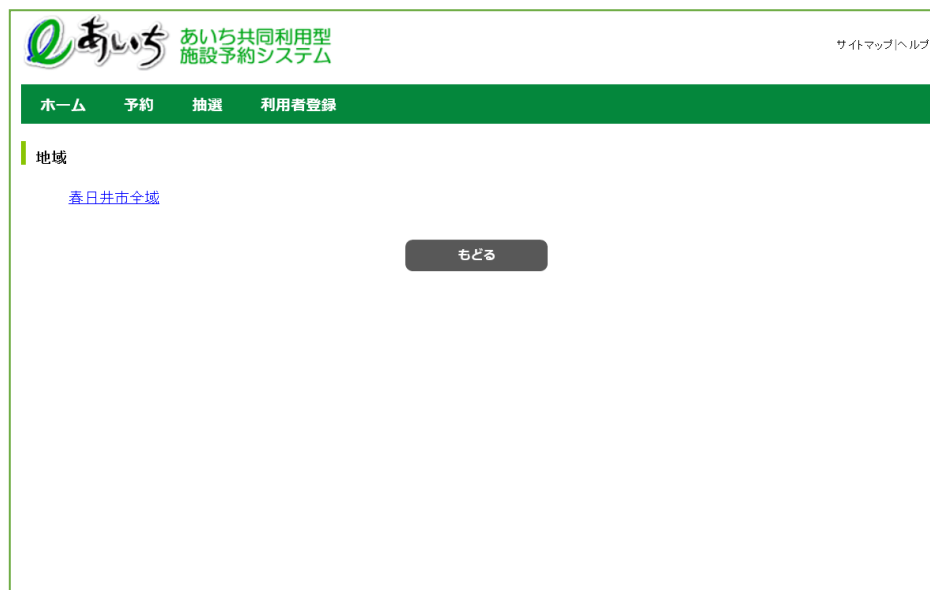 あいち
あいち共同利用型
施設予約システム
サイトマップ|ヘルプ
ホーム 予約 抽選 利用者登録
地域
春日井市全域
もどる